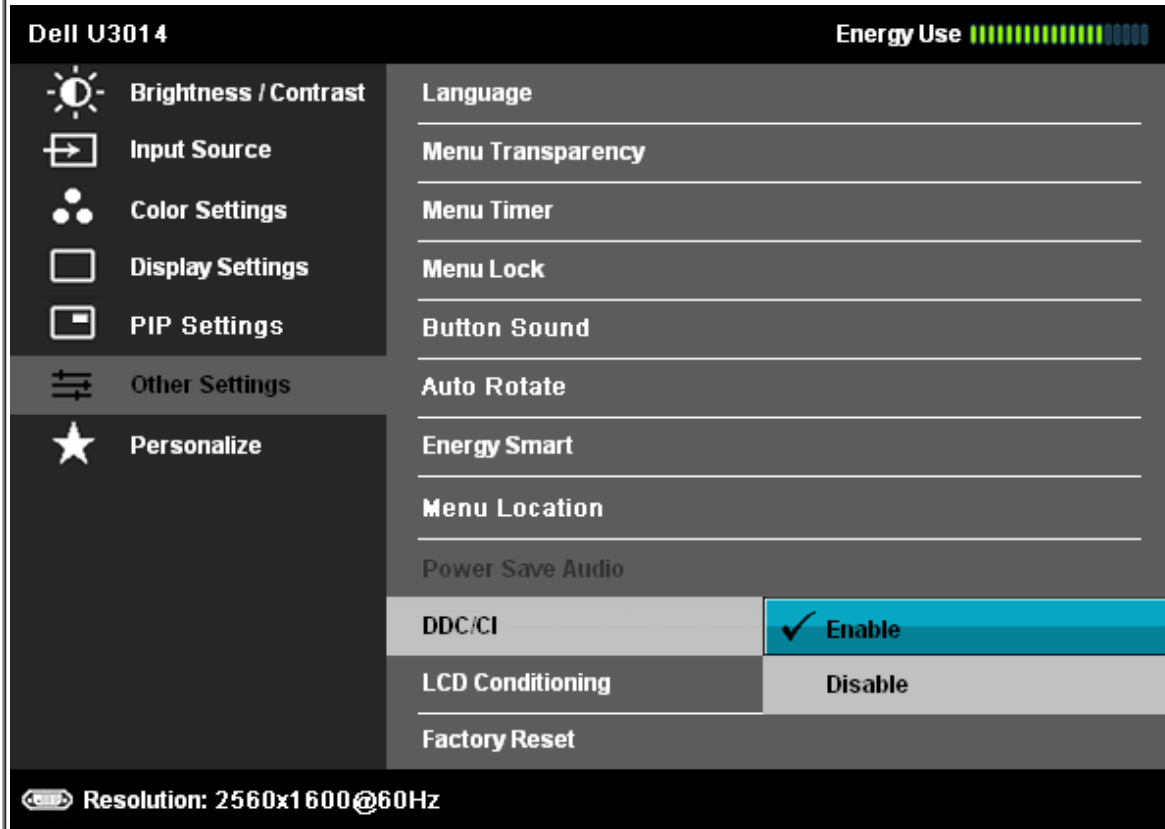 Dell U3014
Energy Use
Brightness / Contrast
Input Source
Color Settings
Display Settings
PIP Settings
Other Settings
Personalize
Language
Menu Transparency
Menu Timer
Menu Lock
Button Sound
Auto Rotate
Energy Smart
Menu Location
Power Save Audio
DDC/CI
Enable
Disable
LCD Conditioning
Factory Reset
Resolution: 2560x1600@60Hz